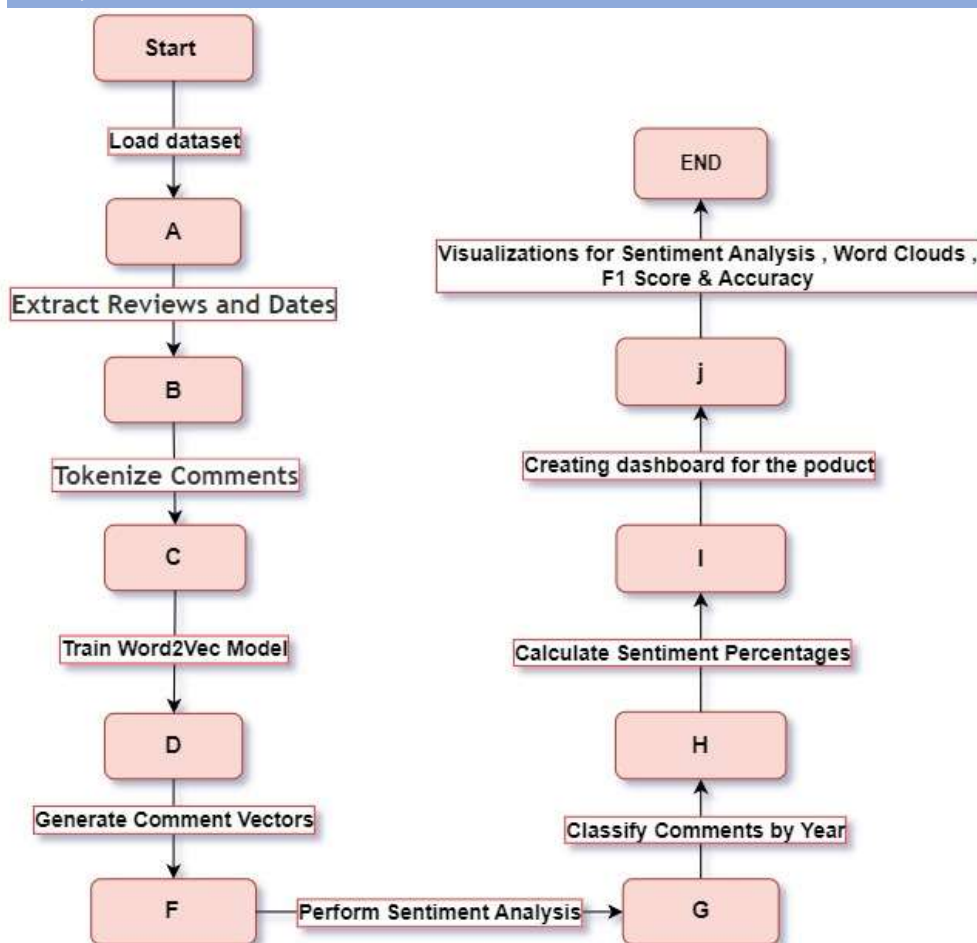 Start
Load dataset
A
Extract Reviews and Dates
B
Tokenize Comments
C
Train Word2Vec Model
D
Generate Comment Vectors
F
Perform Sentiment Analysis
G
Classify Comments by Year
H
Calculate Sentiment Percentages
I
Creating dashboard for the poduct
j
Visualizations for Sentiment Analysis , Word Clouds ,
F1 Score & Accuracy
END